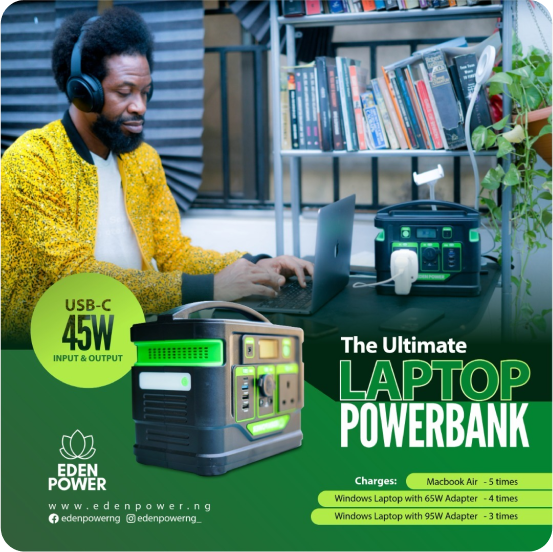 USB-C
45W
INPUT & OUTPUT
The Ultimate
LAPTOP
POWERBANK
EDEN
POWER
www.edenpower.ng
edenpowerng edenpowerng_
Charges:
Macbook Air - 5 times
Windows Laptop with 65W Adapter - 4 times
Windows Laptop with 95W Adapter - 3 times